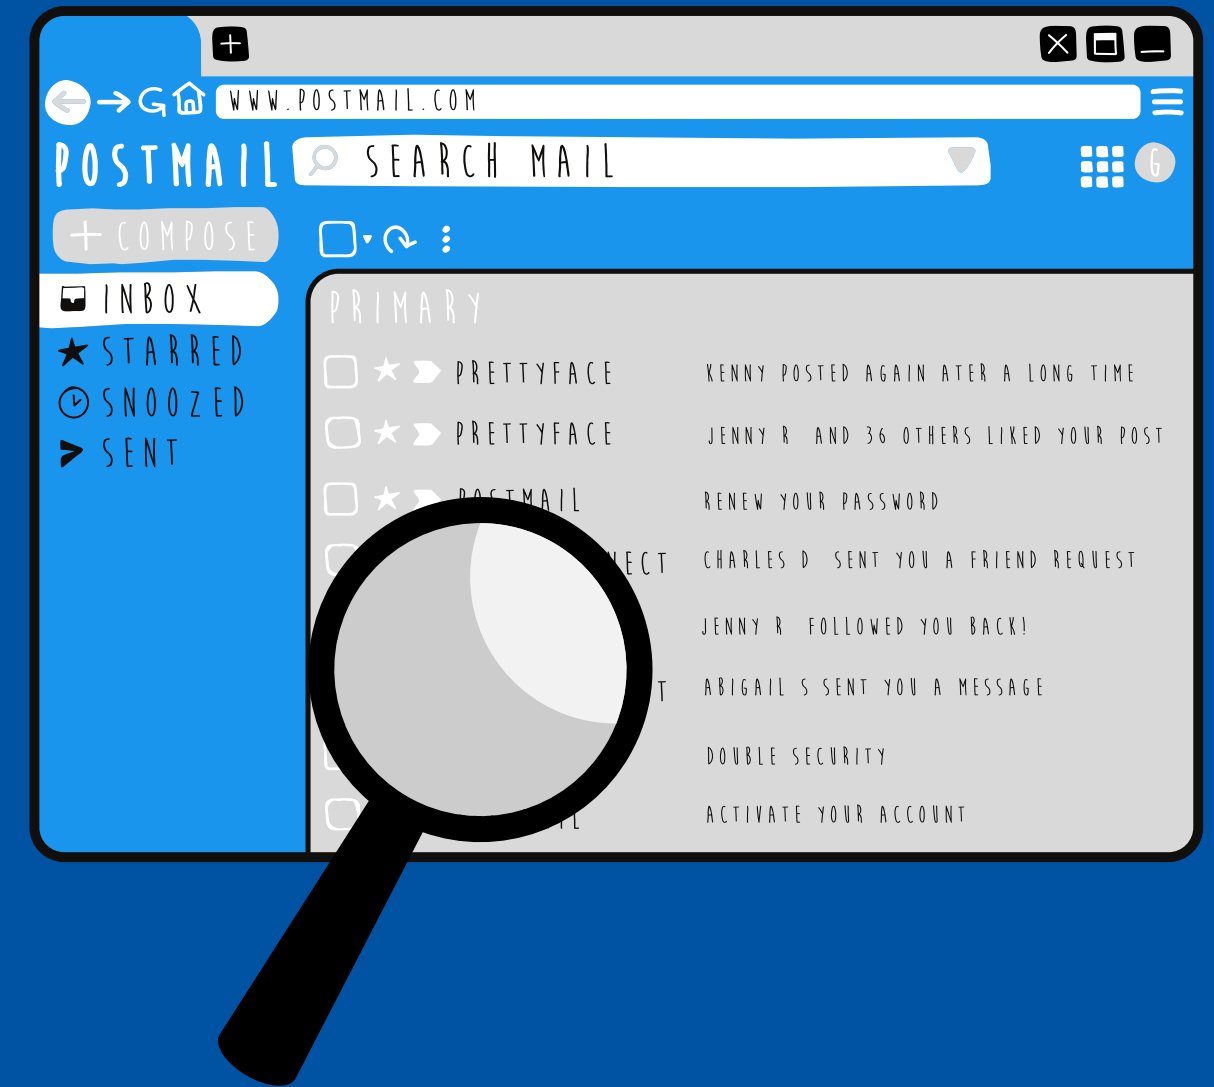 WWW.POSTMAIL.COM
POSTMAIL
SEARCH MAIL
G
COMPOSE
INBOX
STARRED
SNOOZED
SENT
PRIMARY
PRETTYFACE KENNY POSTED AGAIN ATER A LONG TIME
PRETTYFACE JENNY R AND 36 OTHERS LIKED YOUR POST
POSTMAIL RENEW YOUR PASSWORD
CHARLES D SENT YOU A FRIEND REQUEST
JENNY R FOLLOWED YOU BACK!
ABIGAIL S SENT YOU A MESSAGE
DOUBLE SECURITY
ACTIVATE YOUR ACCOUNT